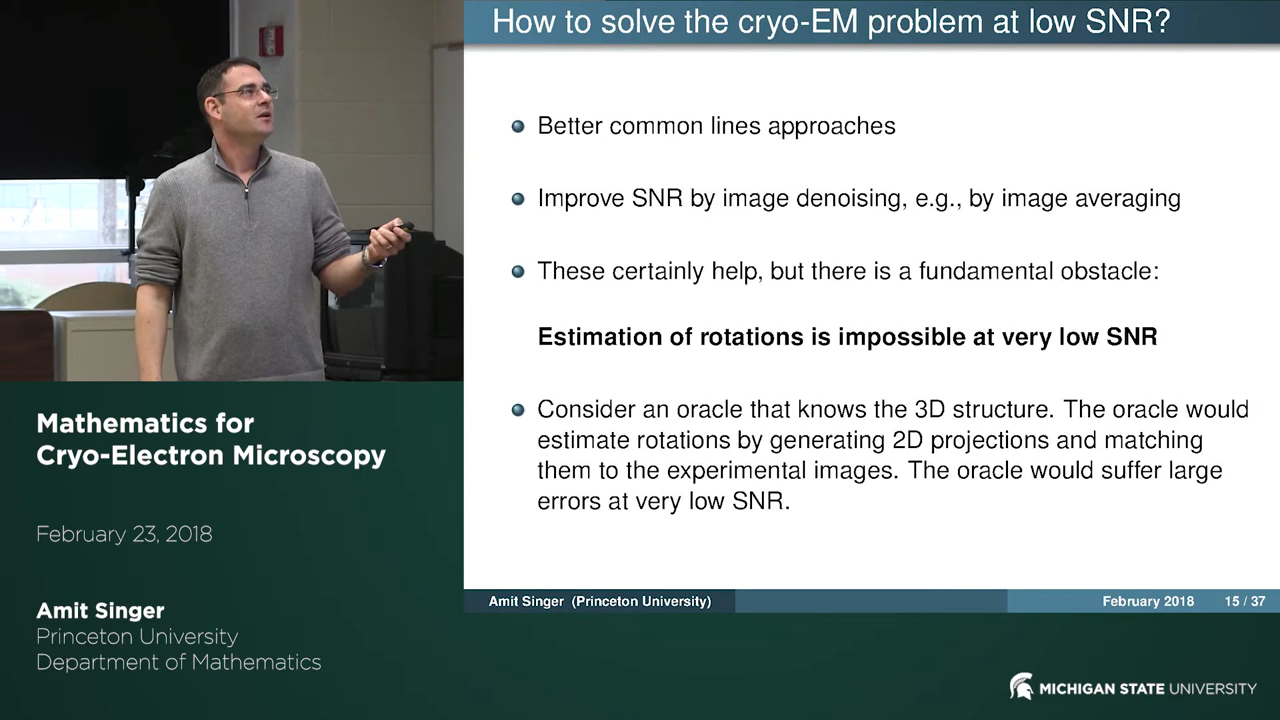 How to solve the cryo-EM problem at low SNR?
Better common lines approaches
Improve SNR by image denoising, e.g., by image averaging
These certainly help, but there is a fundamental obstacle:
Estimation of rotations is impossible at very low SNR
Consider an oracle that knows the 3D structure. The oracle would
estimate rotations by generating 2D projections and matching
them to the experimental images. The oracle would suffer large
errors at very low SNR.
Amit Singer (Princeton University)
February 2018 15 / 37
Mathematics for
Cryo-Electron Microscopy
February 23, 2018
Amit Singer
Princeton University
Department of Mathematics
MICHIGAN STATE UNIVERSITY